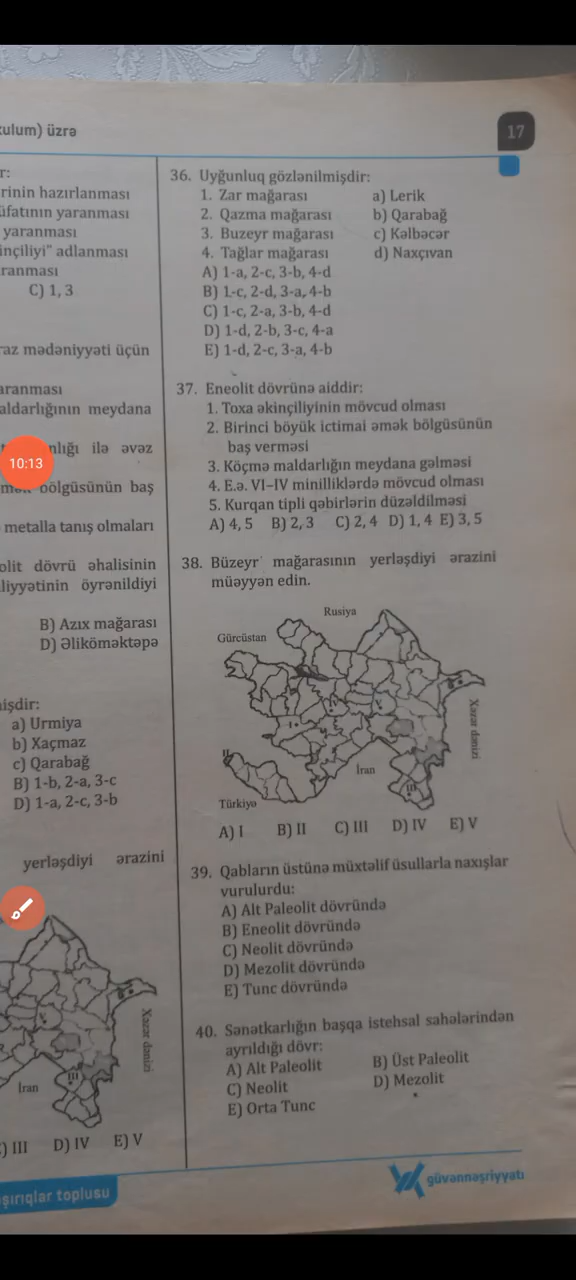 kulum) üzrə
17
r:
rinin hazırlanması
üfatının yaranması
yaranması
inçiliyi" adlanması
ranması
C) 1, 3
raz mədəniyyəti üçün
aranması
aldarlığının meydana
nlığı ilə əvəz
10:13
bölgüsünün baş
metalla tanış olmaları
olit dövrü əhalisinin
liyyətinin öyrənildiyi
B) Azıx mağarası
D) Əliköməktəpə
işdir:
a) Urmiya
b) Xaçmaz
c) Qarabağ
B) 1-b, 2-a, 3-c
D) 1-a, 2-c, 3-b
yerləşdiyi ərazini
Xəzər dənizi
V
III
İran
) III D) IV E) V
şırıqlar toplusu
36. Uyğunluq gözlənilmişdir:
1. Zar mağarası a) Lerik
2. Qazma mağarası b) Qarabağ
3. Buzeyr mağarası c) Kəlbəcər
4. Tağlar mağarası d) Naxçıvan
A) 1-a, 2-c, 3-b, 4-d
B) 1-c, 2-d, 3-a, 4-b
C) 1-c, 2-a, 3-b, 4-d
D) 1-d, 2-b, 3-c, 4-a
E) 1-d, 2-c, 3-a, 4-b
37. Eneolit dövrünə aiddir:
1. Toxa əkinçiliyinin mövcud olması
2. Birinci böyük ictimai əmək bölgüsünün
baş verməsi
3. Köçmə maldarlığın meydana gəlməsi
4. E.ə. VI–IV minilliklərdə mövcud olması
5. Kurqan tipli qəbirlərin düzəldilməsi
A) 4, 5 B) 2, 3 C) 2, 4 D) 1, 4 E) 3, 5
38. Büzeyr mağarasının yerləşdiyi ərazini
müəyyən edin.
Rusiya
Gürcüstan
Xəzər dənizi
I
IV
V
II
III
İran
Türkiyə
A) I B) II C) III D) IV E) V
39. Qabların üstünə müxtəlif üsullarla naxışlar
vurulurdu:
A) Alt Paleolit dövründə
B) Eneolit dövründə
C) Neolit dövründə
D) Mezolit dövründə
E) Tunc dövründə
40. Sənətkarlığın başqa istehsal sahələrindən
ayrıldığı dövr:
A) Alt Paleolit B) Üst Paleolit
C) Neolit D) Mezolit
E) Orta Tunc
güvənnəşriyyatı